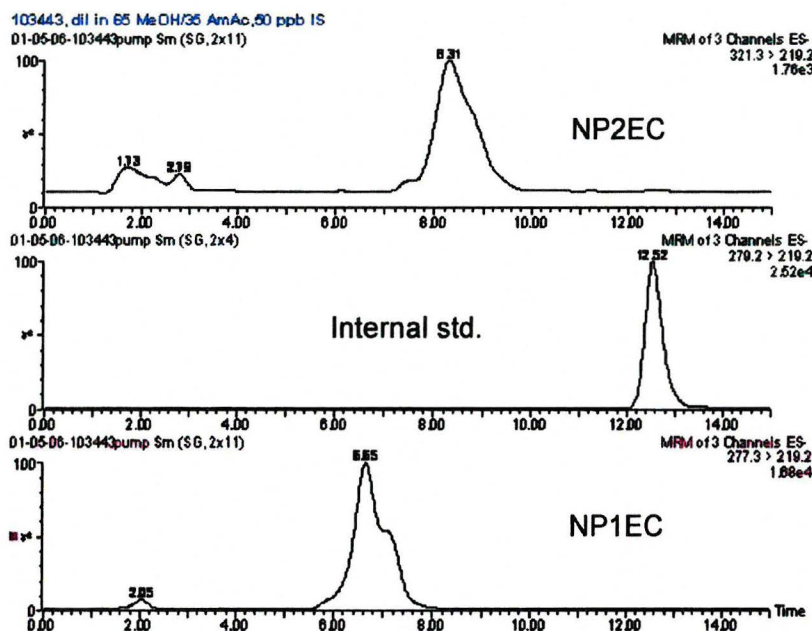 103443, dil in 65 MeOH/35 AmAc,50 ppb IS
01-05-06-103443pump Sm (SG, 2x11)
MRM of 3 Channels ES-
321.3 > 219.2
1.76e3
100
%
0
1.73
2.79
8.31
NP2EC
0.00 2.00 4.00 6.00 8.00 10.00 12.00 14.00
01-05-06-103443pump Sm (SG, 2x4)
MRM of 3 Channels ES-
279.2 > 219.2
2.52e4
100
%
0
12.52
Internal std.
0.00 2.00 4.00 6.00 8.00 10.00 12.00 14.00
01-05-06-103443pump Sm (SG, 2x11)
MRM of 3 Channels ES-
277.3 > 219.2
1.68e4
100
%
0
2.05
6.65
NP1EC
Time
0.00 2.00 4.00 6.00 8.00 10.00 12.00 14.00